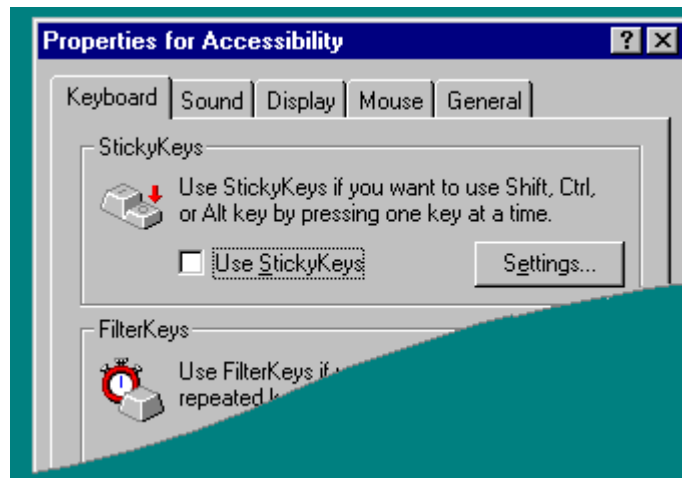 Properties for Accessibility
Keyboard Sound Display Mouse General
StickyKeys
Use StickyKeys if you want to use Shift, Ctrl,
or Alt key by pressing one key at a time.
Use StickyKeys Settings...
FilterKeys
Use FilterKeys if
repeated